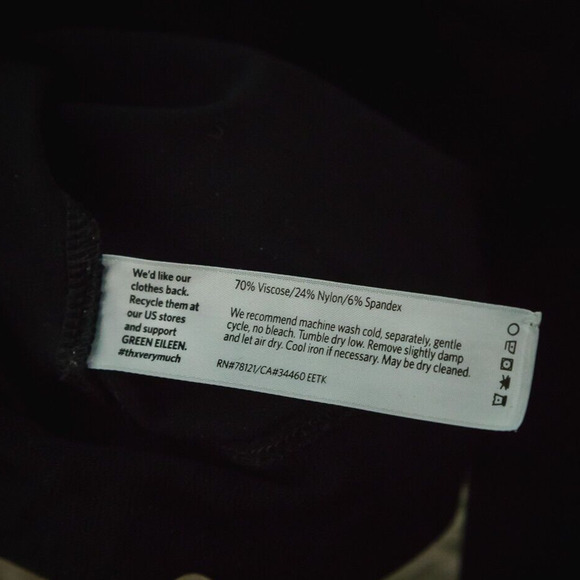 We'd like our
clothes back.
Recycle them at
our US stores
and support
GREEN EILEEN.
#thxverymuch
70% Viscose/24% Nylon/6% Spandex
We recommend machine wash cold, separately, gentle
cycle, no bleach. Tumble dry low. Remove slightly damp
and let air dry. Cool iron if necessary. May be dry cleaned.
RN#78121/CA#34460 EETK